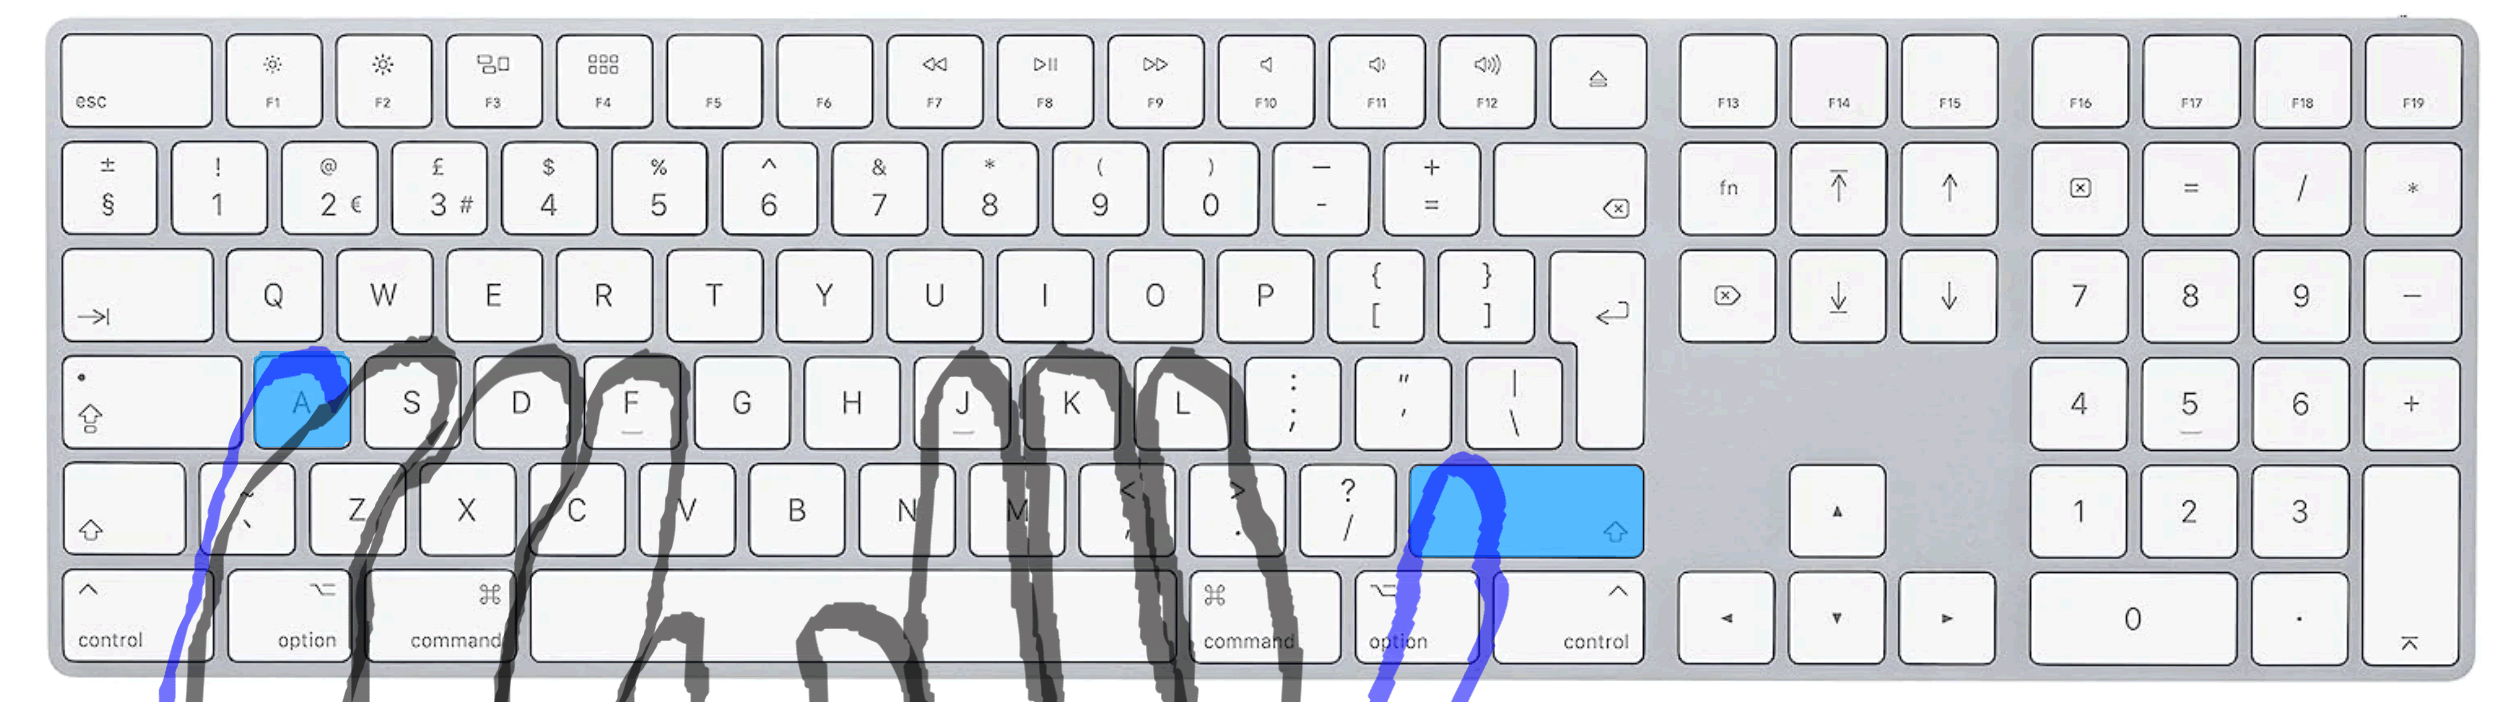 esc F1 F2 F3 F4 F5 F6 F7 F8 F9 F10 F11 F12 F13 F14 F15 F16 F17 F18 F19
± ! @ £ $ % ^ & * ( ) — +
§ 1 2 € 3 # 4 5 6 7 8 9 0 - = fn = / *
Q W E R T Y U I O P { [ } ] 7 8 9 —
A S D F G H J K L : ; " ' | \ 4 5 6 +
~ ` Z X C V B N M < , > . ? / 1 2 3
control option command command option control 0 .